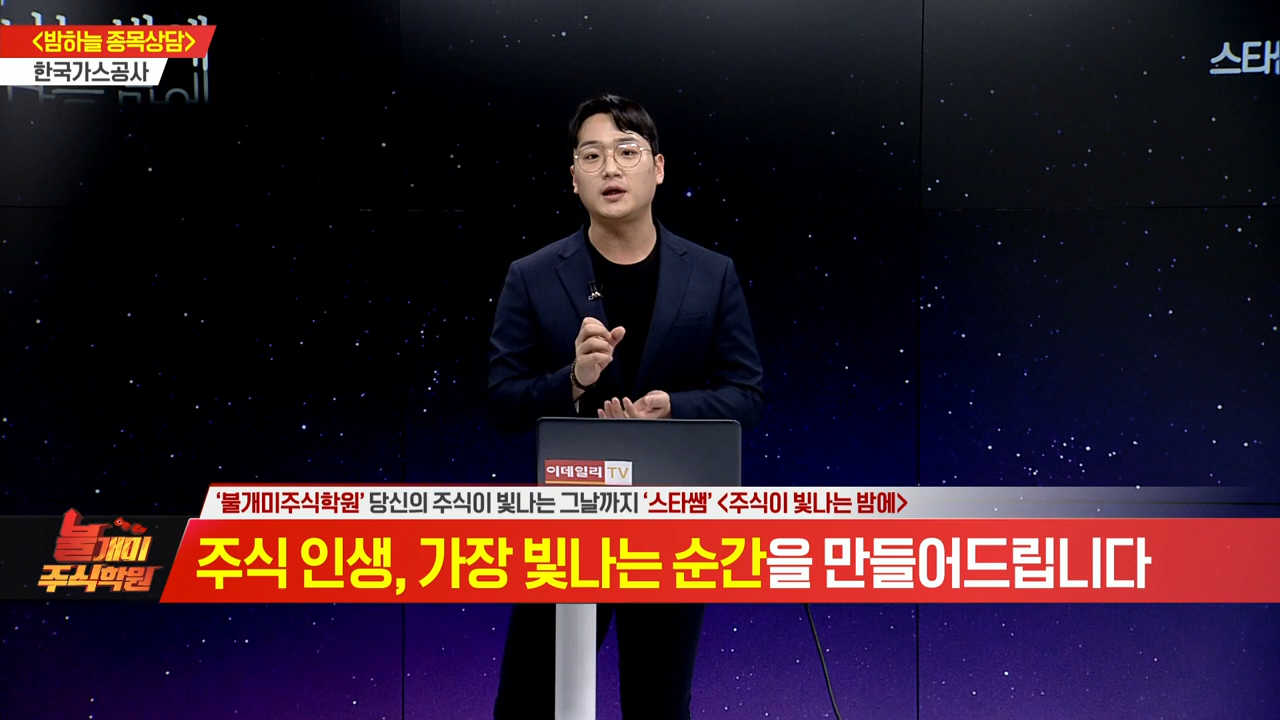 <밤하늘 종목상담>
한국가스공사
스타쌤
이데일리 TV
‘불개미주식학원’ 당신의 주식이 빛나는 그날까지 ‘스타쌤’ <주식이 빛나는 밤에>
불개미
주식학원
주식 인생, 가장 빛나는 순간을 만들어드립니다